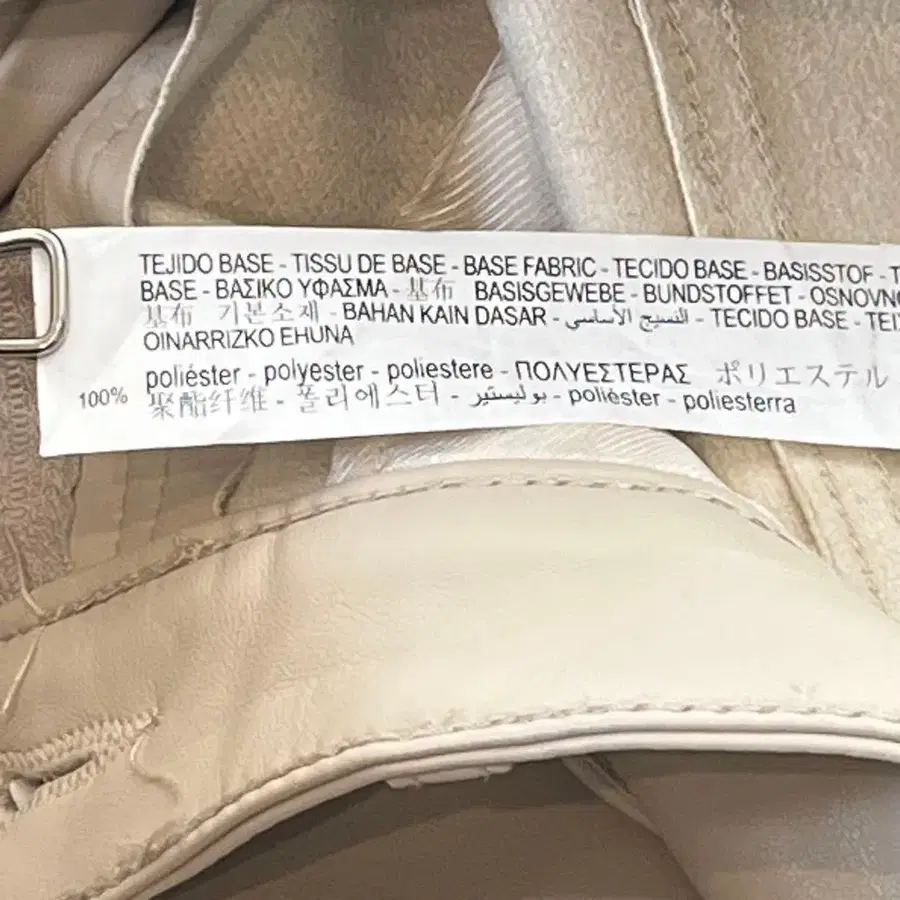 TEJIDO BASE - TISSU DE BASE - BASE FABRIC - TECIDO BASE - BASISSTOF -
BASE - ΒΑΣΙΚΟ ΥΦΑΣΜΑ - 基布 BASISGEWEBE - BUNDSTOFFET -
基布 기본소재 - BAHAN KAIN DASAR - النسيج الأساسي - TECIDO BASE -
OINARRIZKO EHUNA
100% poliéster - polyester - poliestere - ΠΟΛΥΕΣΤΕΡΑΣ ポリエステル
聚酯纤维 - 폴리에스터 - بوليستير - polièster - poliesterra